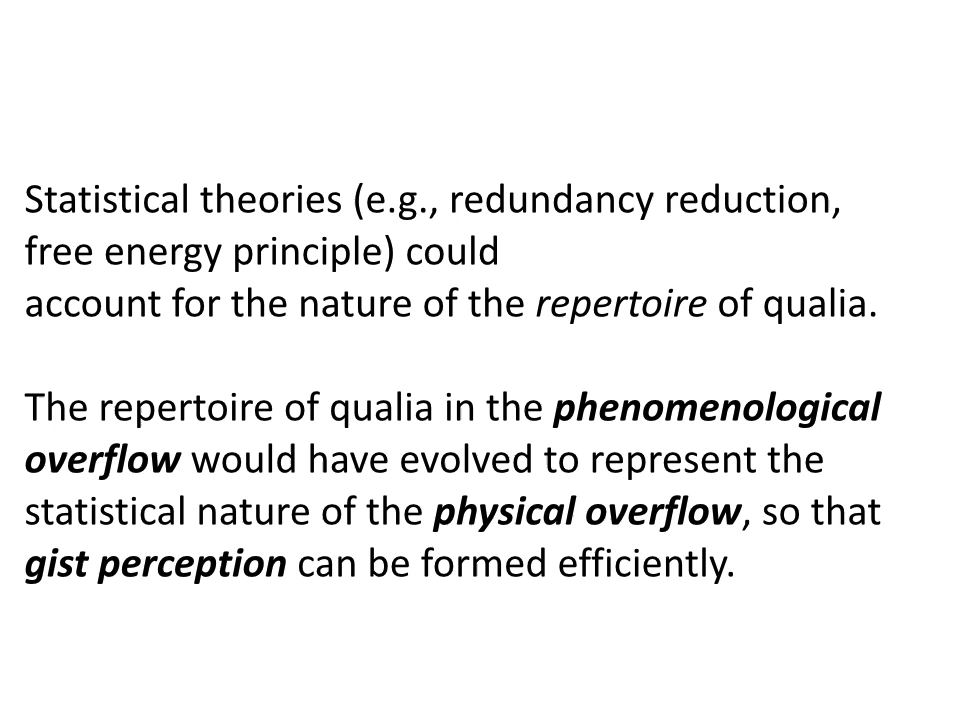 Statistical theories (e.g., redundancy reduction,
free energy principle) could
account for the nature of the repertoire of qualia.
The repertoire of qualia in the phenomenological
overflow would have evolved to represent the
statistical nature of the physical overflow, so that
gist perception can be formed efficiently.